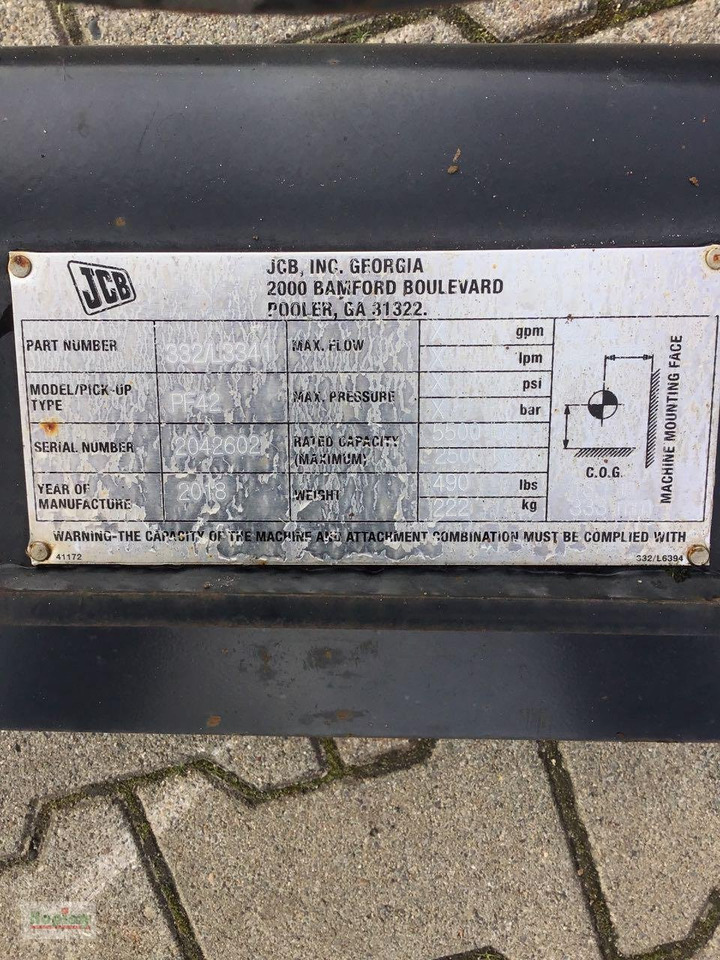 JCB
JCB, INC. GEORGIA
2000 BAMFORD BOULEVARD
POOLER, GA 31322.
PART NUMBER
MAX. FLOW
X gpm
X lpm
MODEL/PICK-UP TYPE PF42
MAX. PRESSURE
X psi
X bar
SERIAL NUMBER 2042602
RATED CAPACITY (MAXIMUM)
YEAR OF MANUFACTURE 2018
WEIGHT
490 lbs
222 kg
C.O.G.
MACHINE MOUNTING FACE
WARNING-THE CAPACITY OF THE MACHINE AND ATTACHMENT COMBINATION MUST BE COMPLIED WITH
41172
332/L6394